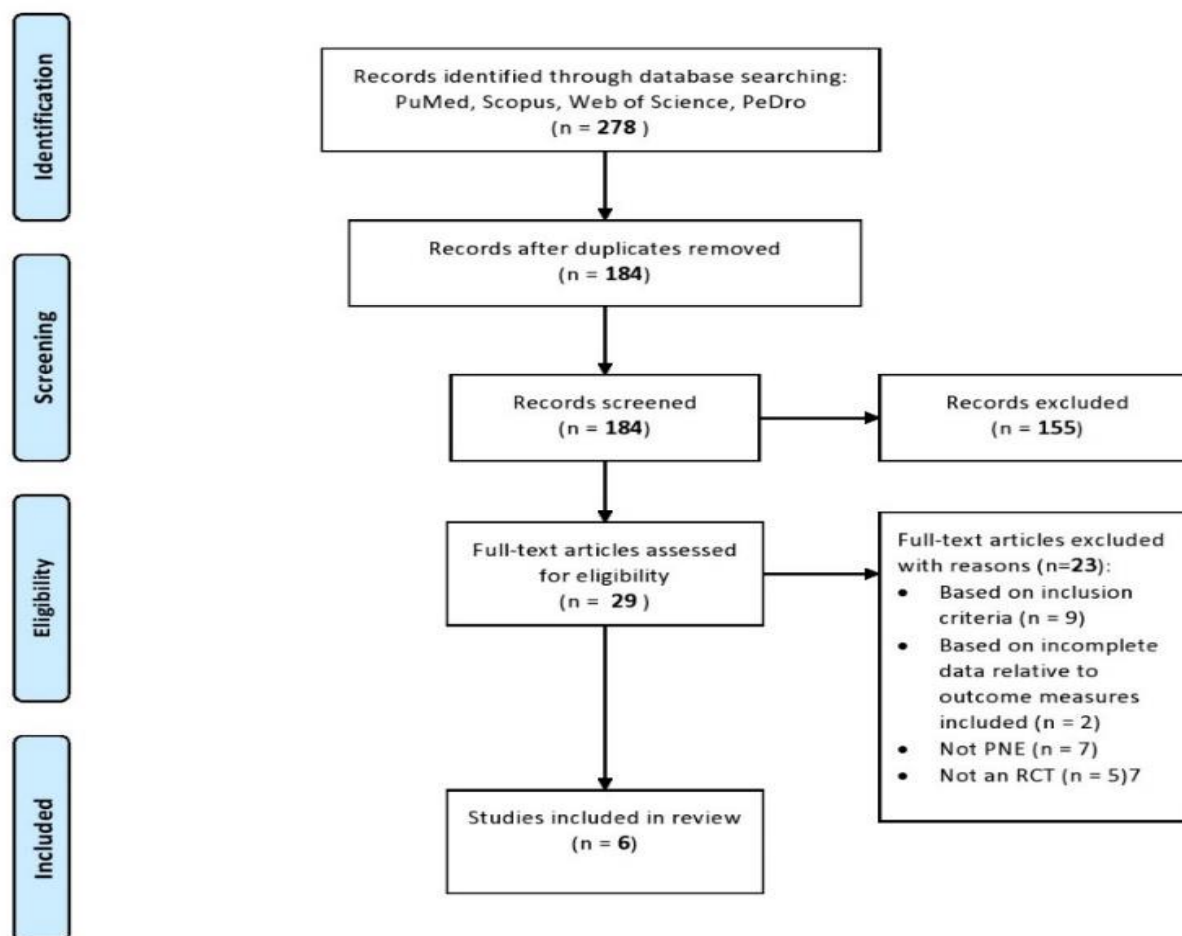 Identification
Records identified through database searching:
PuMed, Scopus, Web of Science, PeDro
(n = 278 )
Records after duplicates removed
(n = 184)
Screening
Records screened
(n = 184)
Records excluded
(n = 155)
Eligibility
Full-text articles assessed
for eligibility
(n = 29 )
Full-text articles excluded
with reasons (n=23):
• Based on inclusion
criteria (n = 9)
• Based on incomplete
data relative to
outcome measures
included (n = 2)
• Not PNE (n = 7)
• Not an RCT (n = 5)7
Included
Studies included in review
(n = 6)